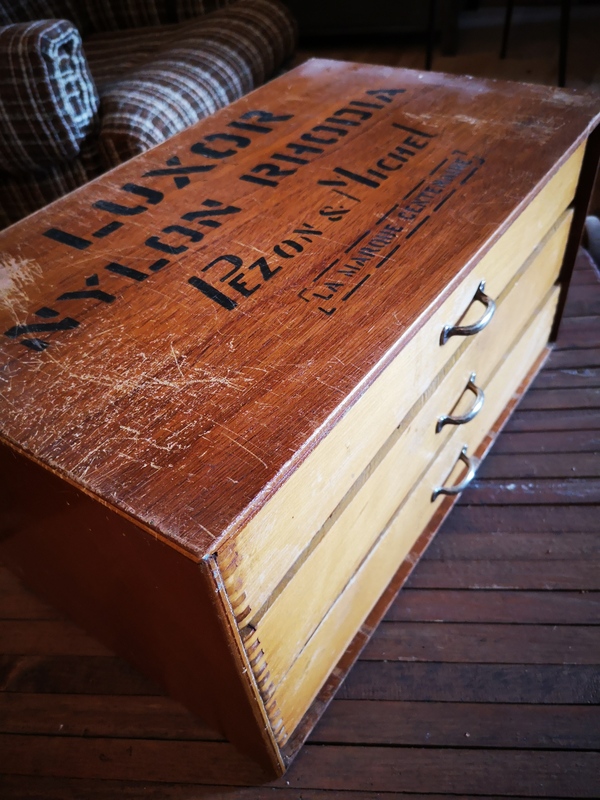 LUXOR
NYLON RHODIA
PEZON & MICHEL
LA MARQUE CENTENAIRE